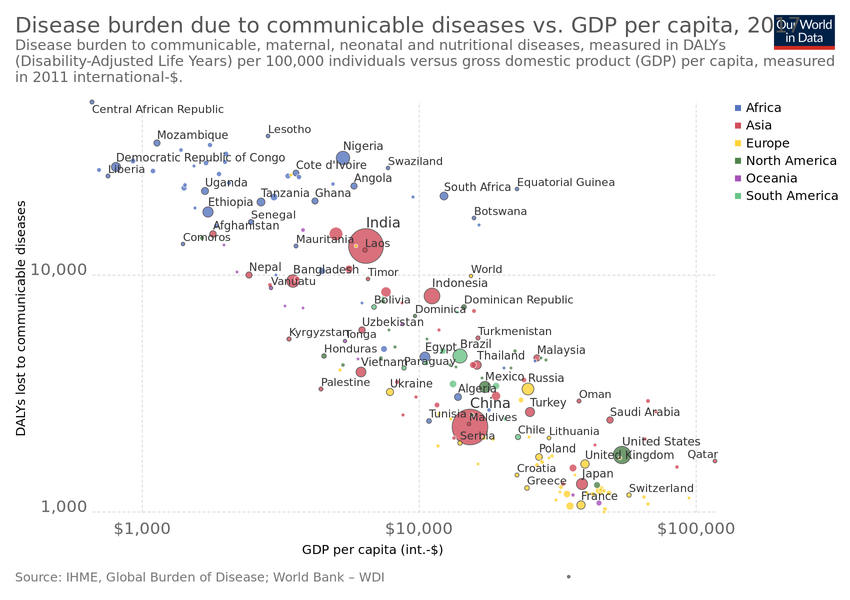 Disease burden due to communicable diseases vs. GDP per capita, 2017
Our World
in Data
Disease burden to communicable, maternal, neonatal and nutritional diseases, measured in DALYs
(Disability-Adjusted Life Years) per 100,000 individuals versus gross domestic product (GDP) per capita, measured
in 2011 international-$.
Central African Republic
Africa
Asia
Europe
North America
Oceania
South America
Lesotho
Mozambique
Nigeria
Democratic Republic of Congo
Liberia
Cote d'Ivoire
Swaziland
Angola
Uganda
Tanzania
Ghana
South Africa
Equatorial Guinea
Ethiopia
Senegal
Botswana
Afghanistan
India
Comoros
Mauritania
Laos
10,000
Nepal
Bangladesh
Timor
World
Vanuatu
Indonesia
Bolivia
Dominica
Dominican Republic
Uzbekistan
Kyrgyzstan
Tonga
Turkmenistan
Honduras
Egypt
Brazil
Vietnam
Paraguay
Thailand
Malaysia
Palestine
Ukraine
Algeria
Mexico
Russia
China
Oman
Tunisia
Maldives
Turkey
Saudi Arabia
Serbia
Chile
Lithuania
United States
Poland
United Kingdom
Qatar
Croatia
Greece
Japan
Switzerland
France
1,000
$1,000
$10,000
$100,000
DALYs lost to communicable diseases
GDP per capita (int.-$)
Source: IHME, Global Burden of Disease; World Bank – WDI